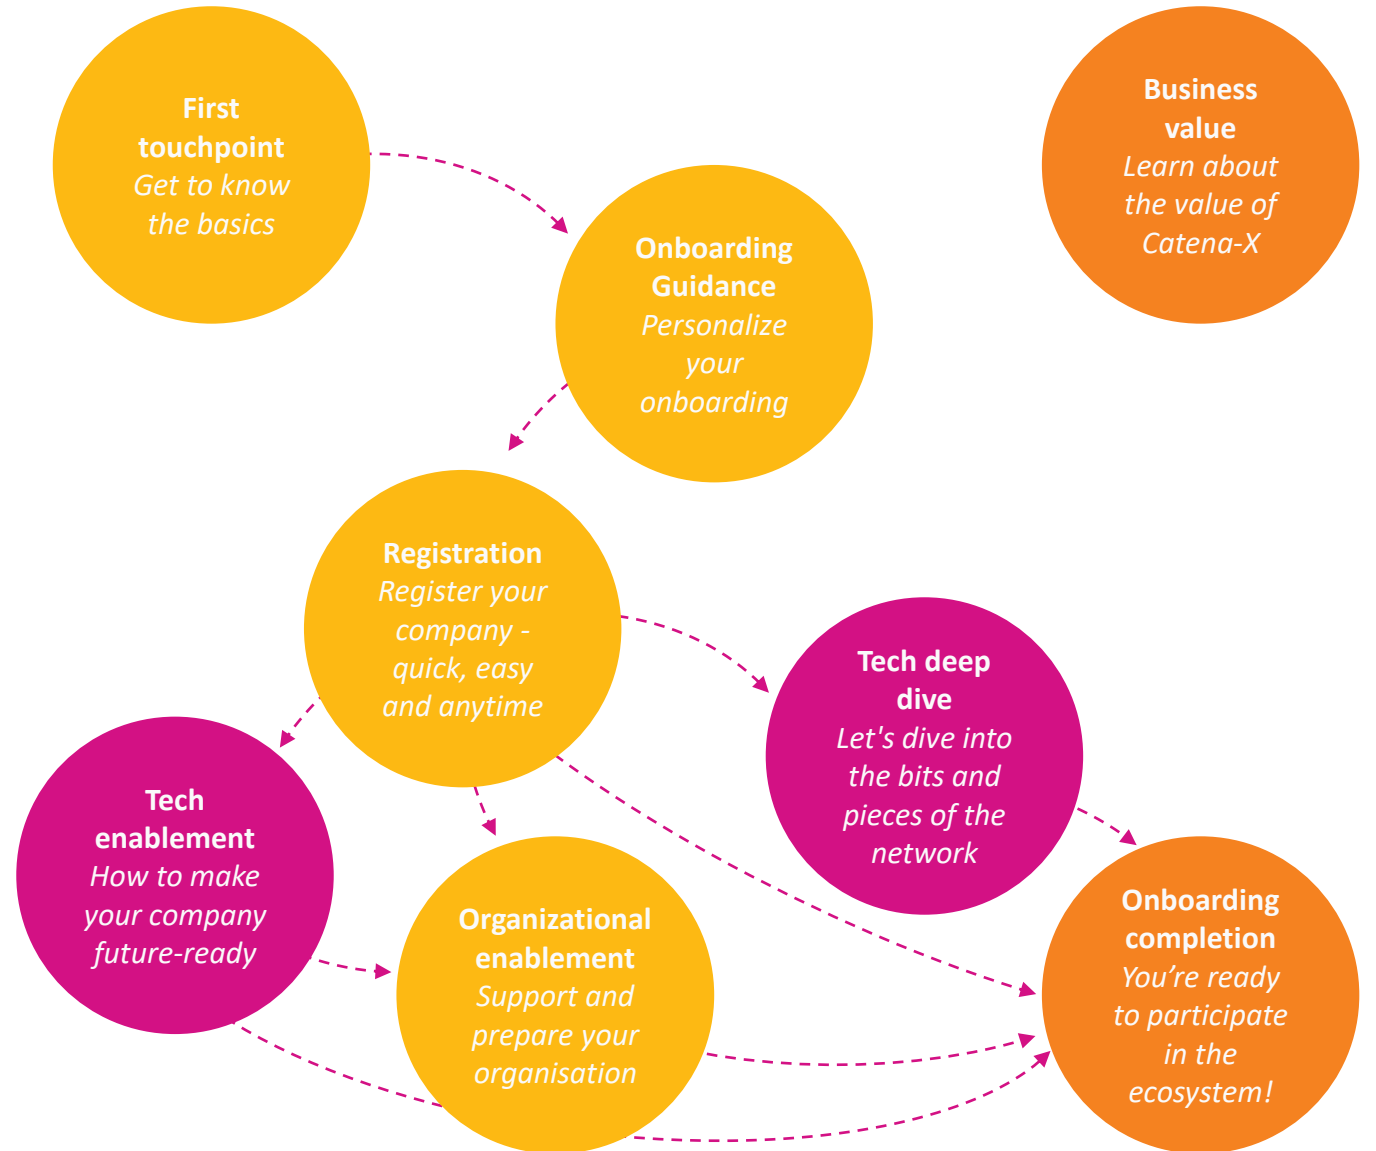 First
touchpoint
Get to know
the basics
Business
value
Learn about
the value of
Catena-X
Onboarding
Guidance
Personalize
your
onboarding
Registration
Register your
company -
quick, easy
and anytime
Tech deep
dive
Let's dive into
the bits and
pieces of the
network
Tech
enablement
How to make
your company
future-ready
Organizational
enablement
Support and
prepare your
organisation
Onboarding
completion
You’re ready
to participate
in the
ecosystem!